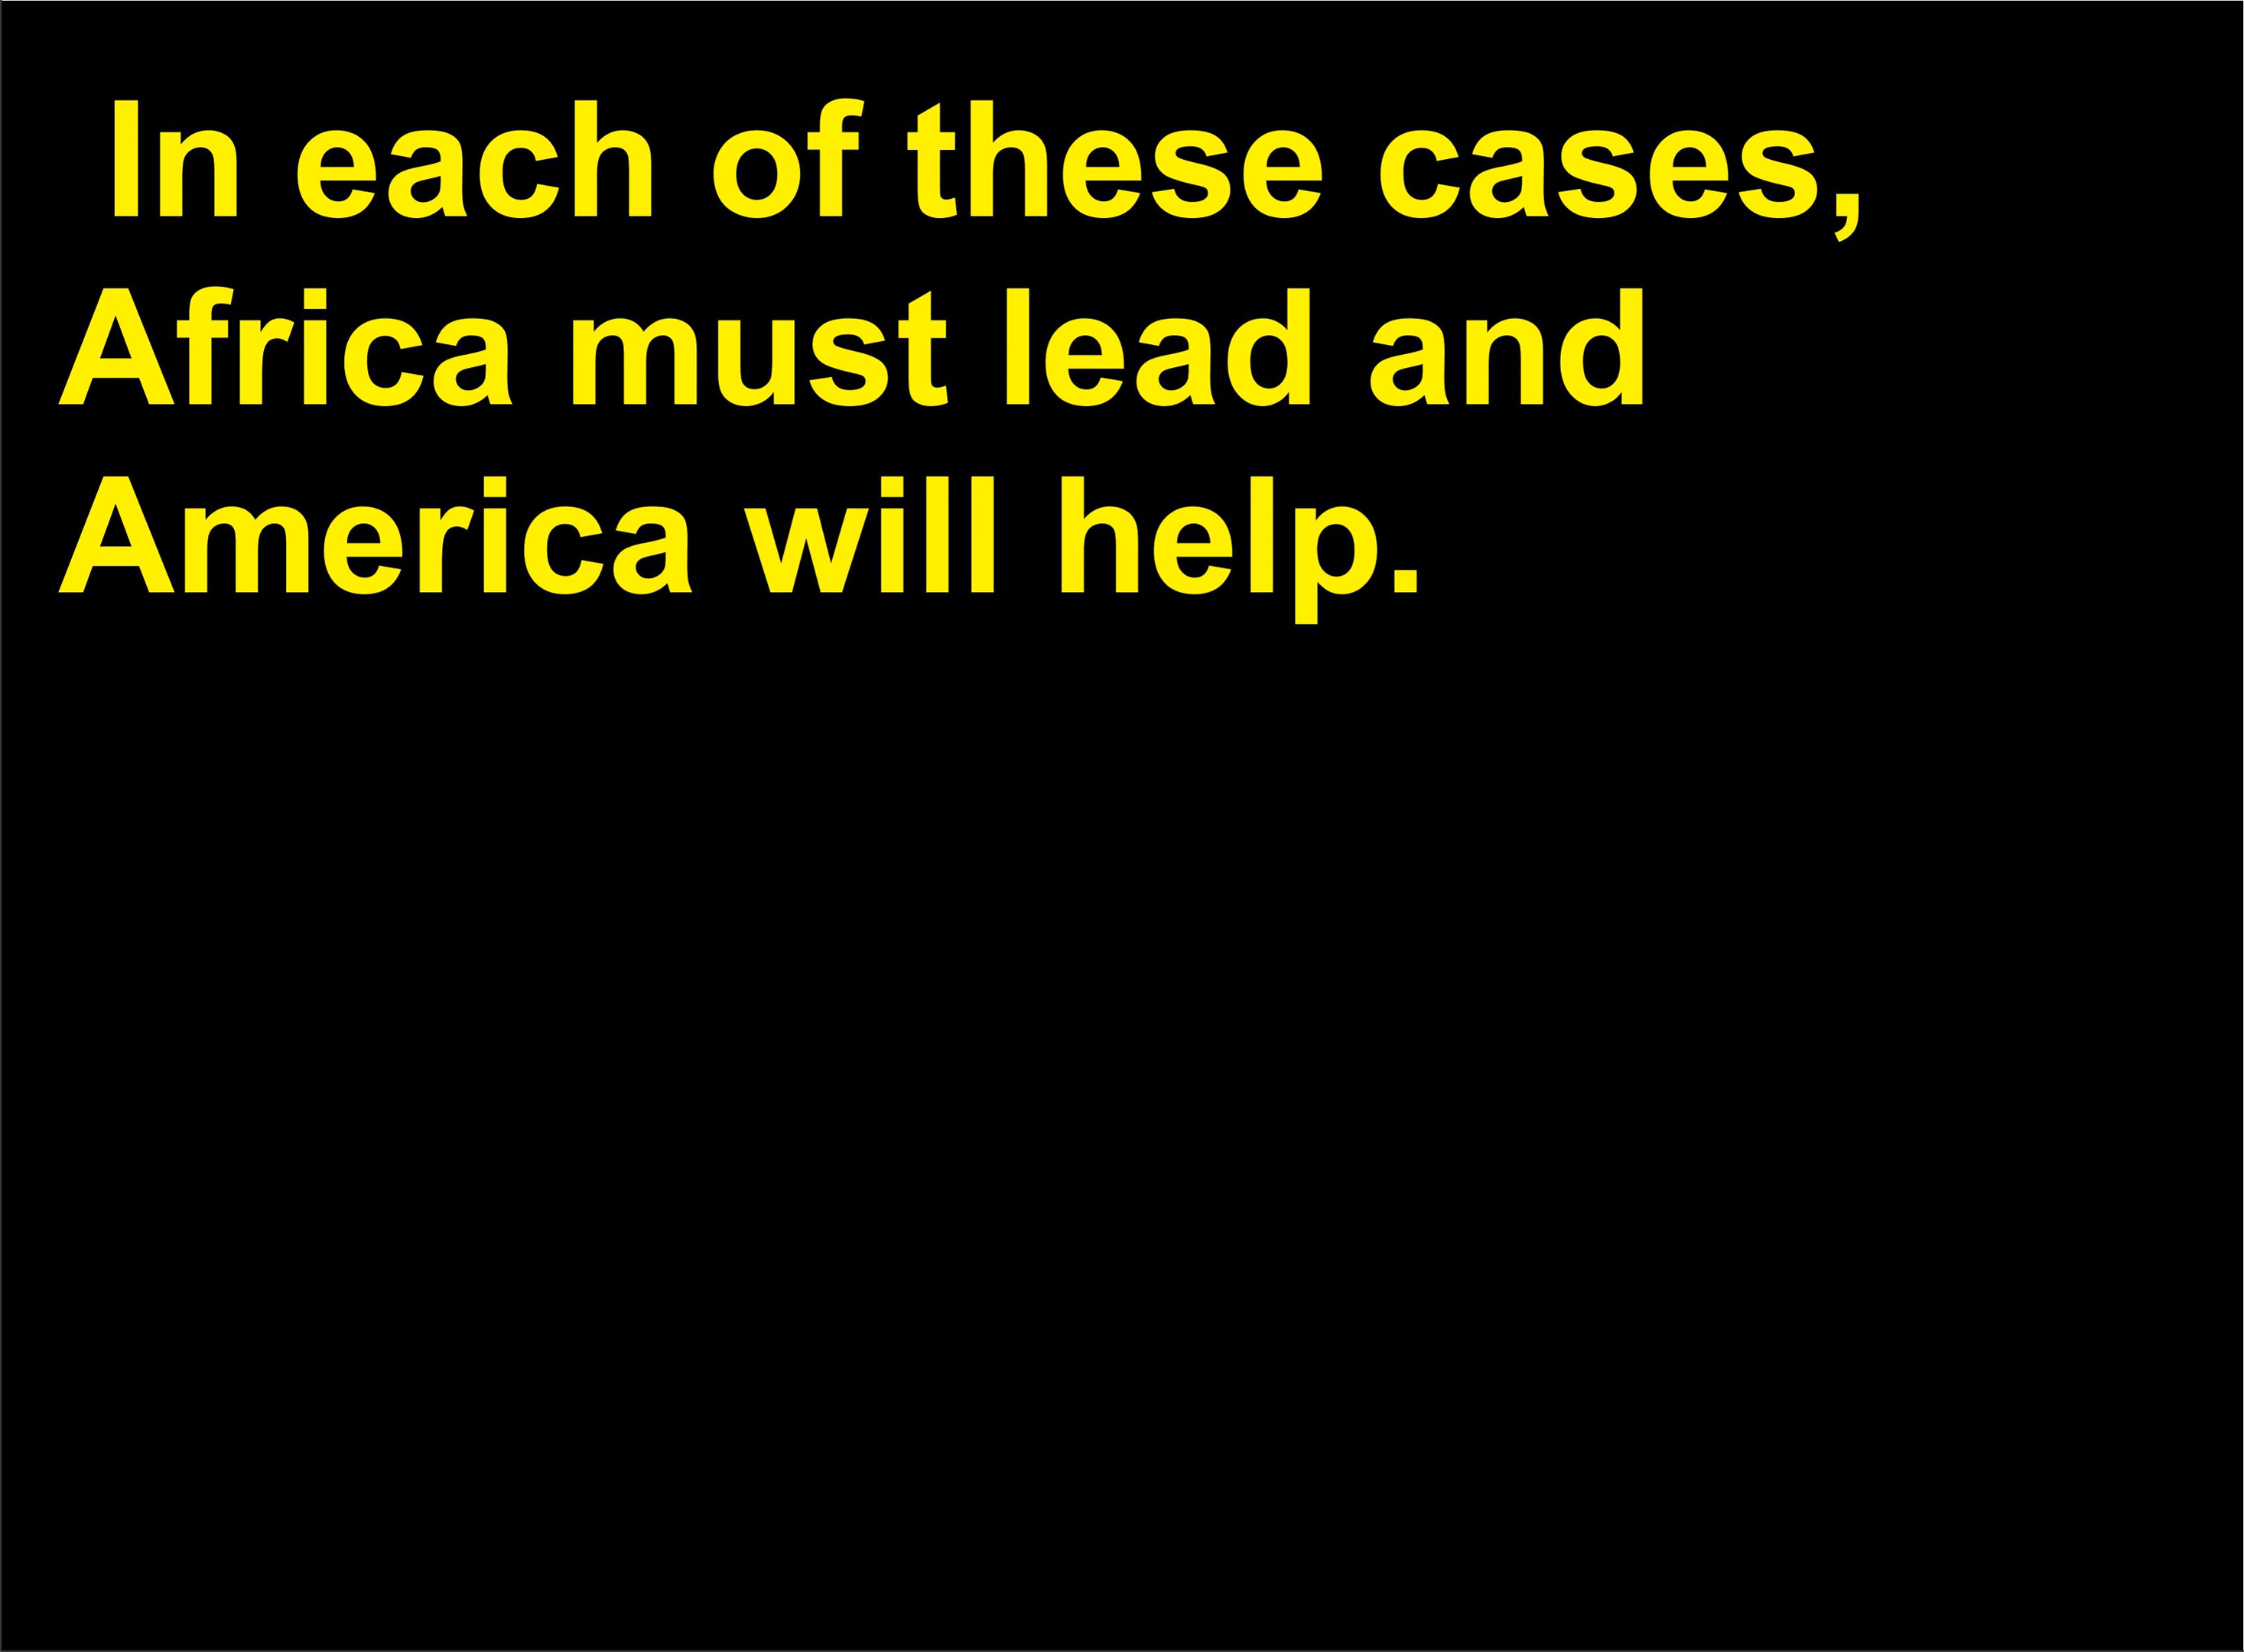 In each of these cases,
Africa must lead and
America will help.